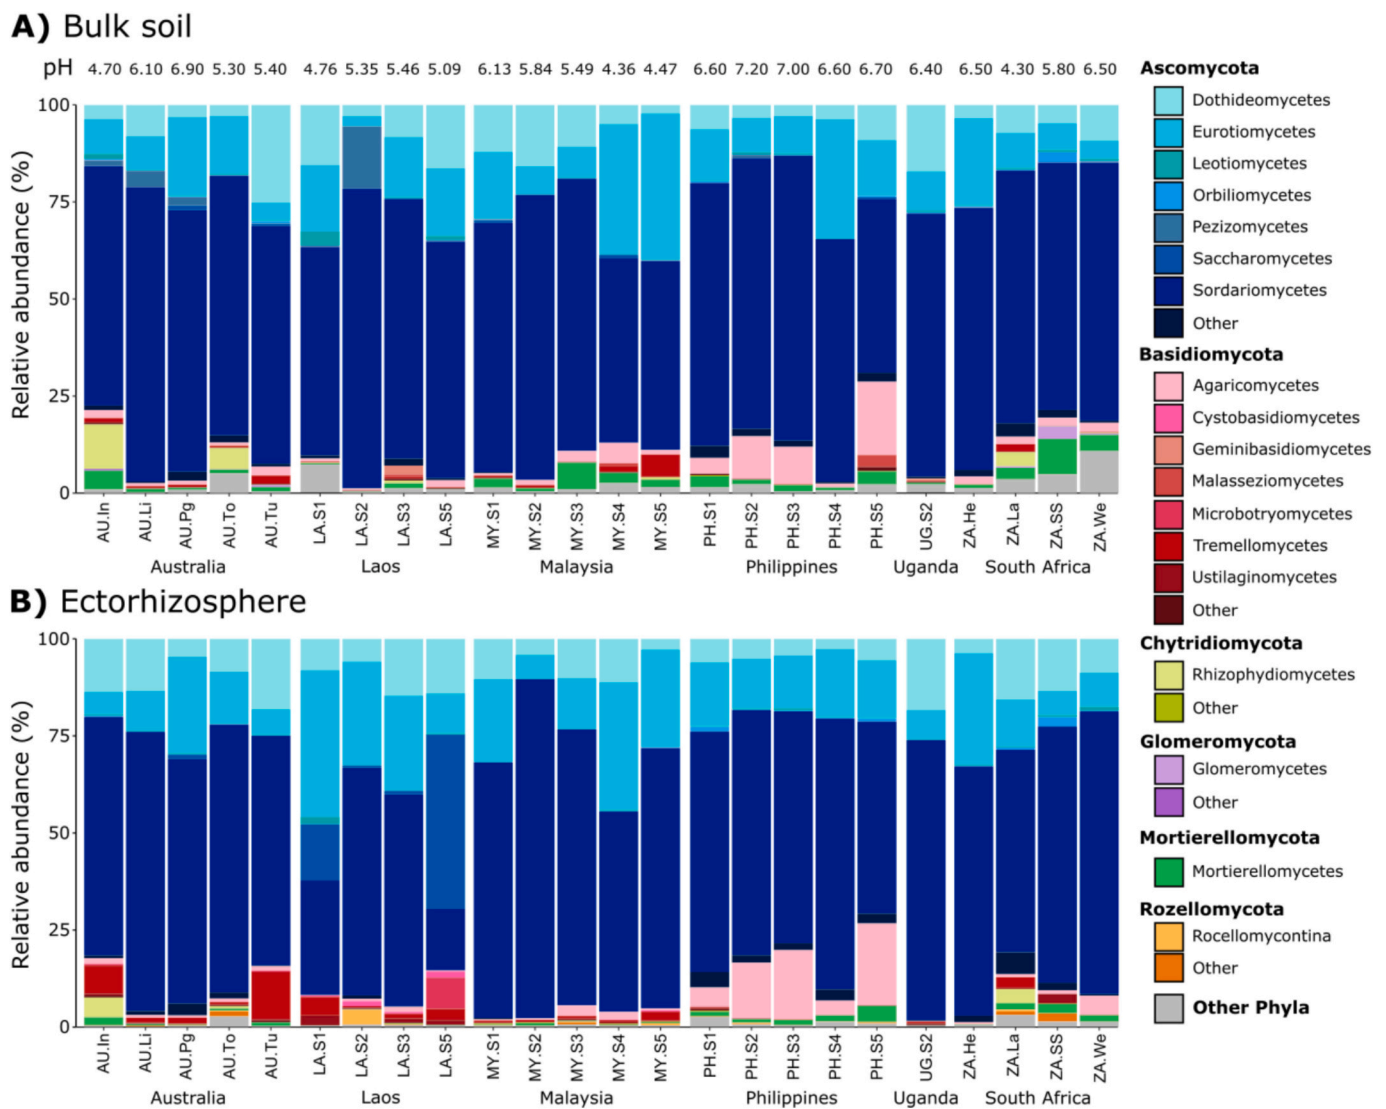 A) Bulk soil
pH 4.70 6.10 6.90 5.30 5.40 4.76 5.35 5.46 5.09 6.13 5.84 5.49 4.36 4.47 6.60 7.20 7.00 6.60 6.70 6.40 6.50 4.30 5.80 6.50
Relative abundance (%)
100
75
50
25
0
AU.In AU.Li AU.Pg AU.To AU.Tu LA.S1 LA.S2 LA.S3 LA.S5 MY.S1 MY.S2 MY.S3 MY.S4 MY.S5 PH.S1 PH.S2 PH.S3 PH.S4 PH.S5 UG.S2 ZA.He ZA.La ZA.SS ZA.We
Australia Laos Malaysia Philippines Uganda South Africa
B) Ectorhizosphere
Relative abundance (%)
100
75
50
25
0
AU.In AU.Li AU.Pg AU.To AU.Tu LA.S1 LA.S2 LA.S3 LA.S5 MY.S1 MY.S2 MY.S3 MY.S4 MY.S5 PH.S1 PH.S2 PH.S3 PH.S4 PH.S5 UG.S2 ZA.He ZA.La ZA.SS ZA.We
Australia Laos Malaysia Philippines Uganda South Africa
Ascomycota
Dothideomycetes
Eurotiomycetes
Leotiomycetes
Orbiliomycetes
Pezizomycetes
Saccharomycetes
Sordariomycetes
Other
Basidiomycota
Agaricomycetes
Cystobasidiomycetes
Geminibasidiomycetes
Malasseziomycetes
Microbotryomycetes
Tremellomycetes
Ustilaginomycetes
Other
Chytridiomycota
Rhizophydiomycetes
Other
Glomeromycota
Glomeromycetes
Other
Mortierellomycota
Mortierellomycetes
Rozellomycota
Rocellomycontina
Other
Other Phyla